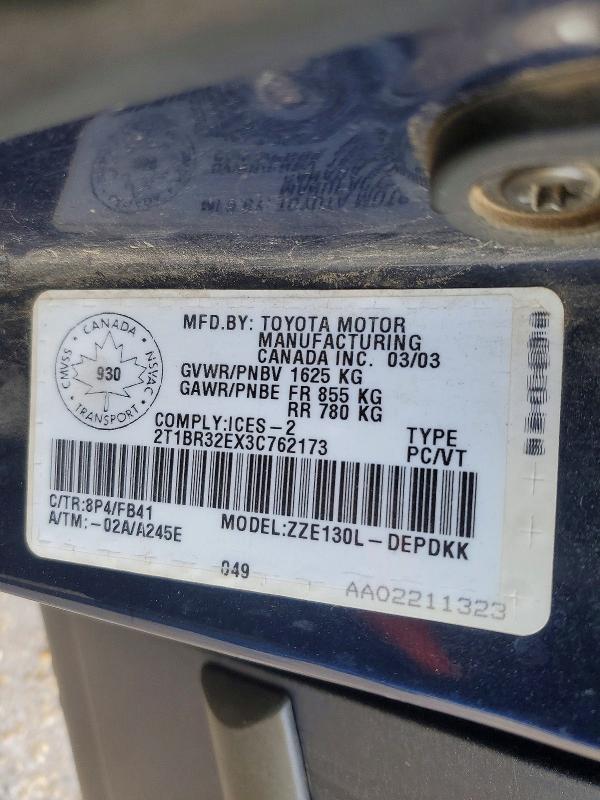 MFD.BY: TOYOTA MOTOR
MANUFACTURING
CANADA INC. 03/03
GVWR/PNBV 1625 KG
GAWR/PNBE FR 855 KG
RR 780 KG
COMPLY:ICES-2
2T1BR32EX3C762173
TYPE
PC/VT
CANADA
CMVSS
930
NSVAC
TRANSPORT
C/TR:8P4/FB41
A/TM:-02A/A245E
MODEL:ZZE130L-DEPDKK
049
AA02211323